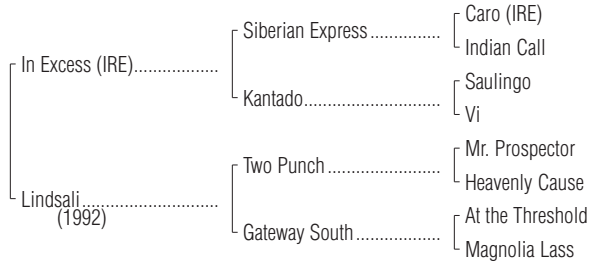 Caro (IRE)
Siberian Express...............
Indian Call
In Excess (IRE)..................
Saulingo
Kantado.............................
Vi
Mr. Prospector
Two Punch........................
Heavenly Cause
Lindsali.............................
(1992)
At the Threshold
Gateway South..................
Magnolia Lass